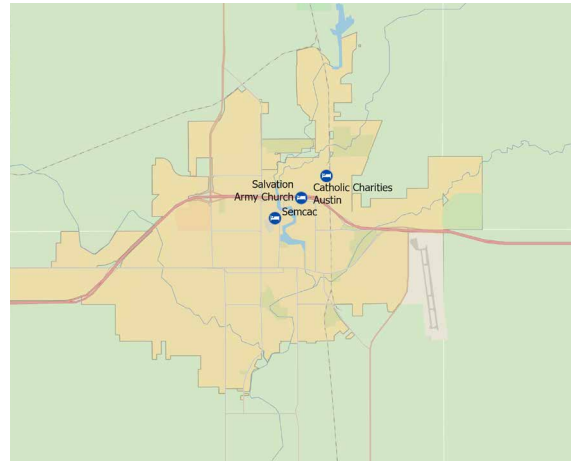 Salvation
Army Church
Catholic Charities
Austin
Semcac